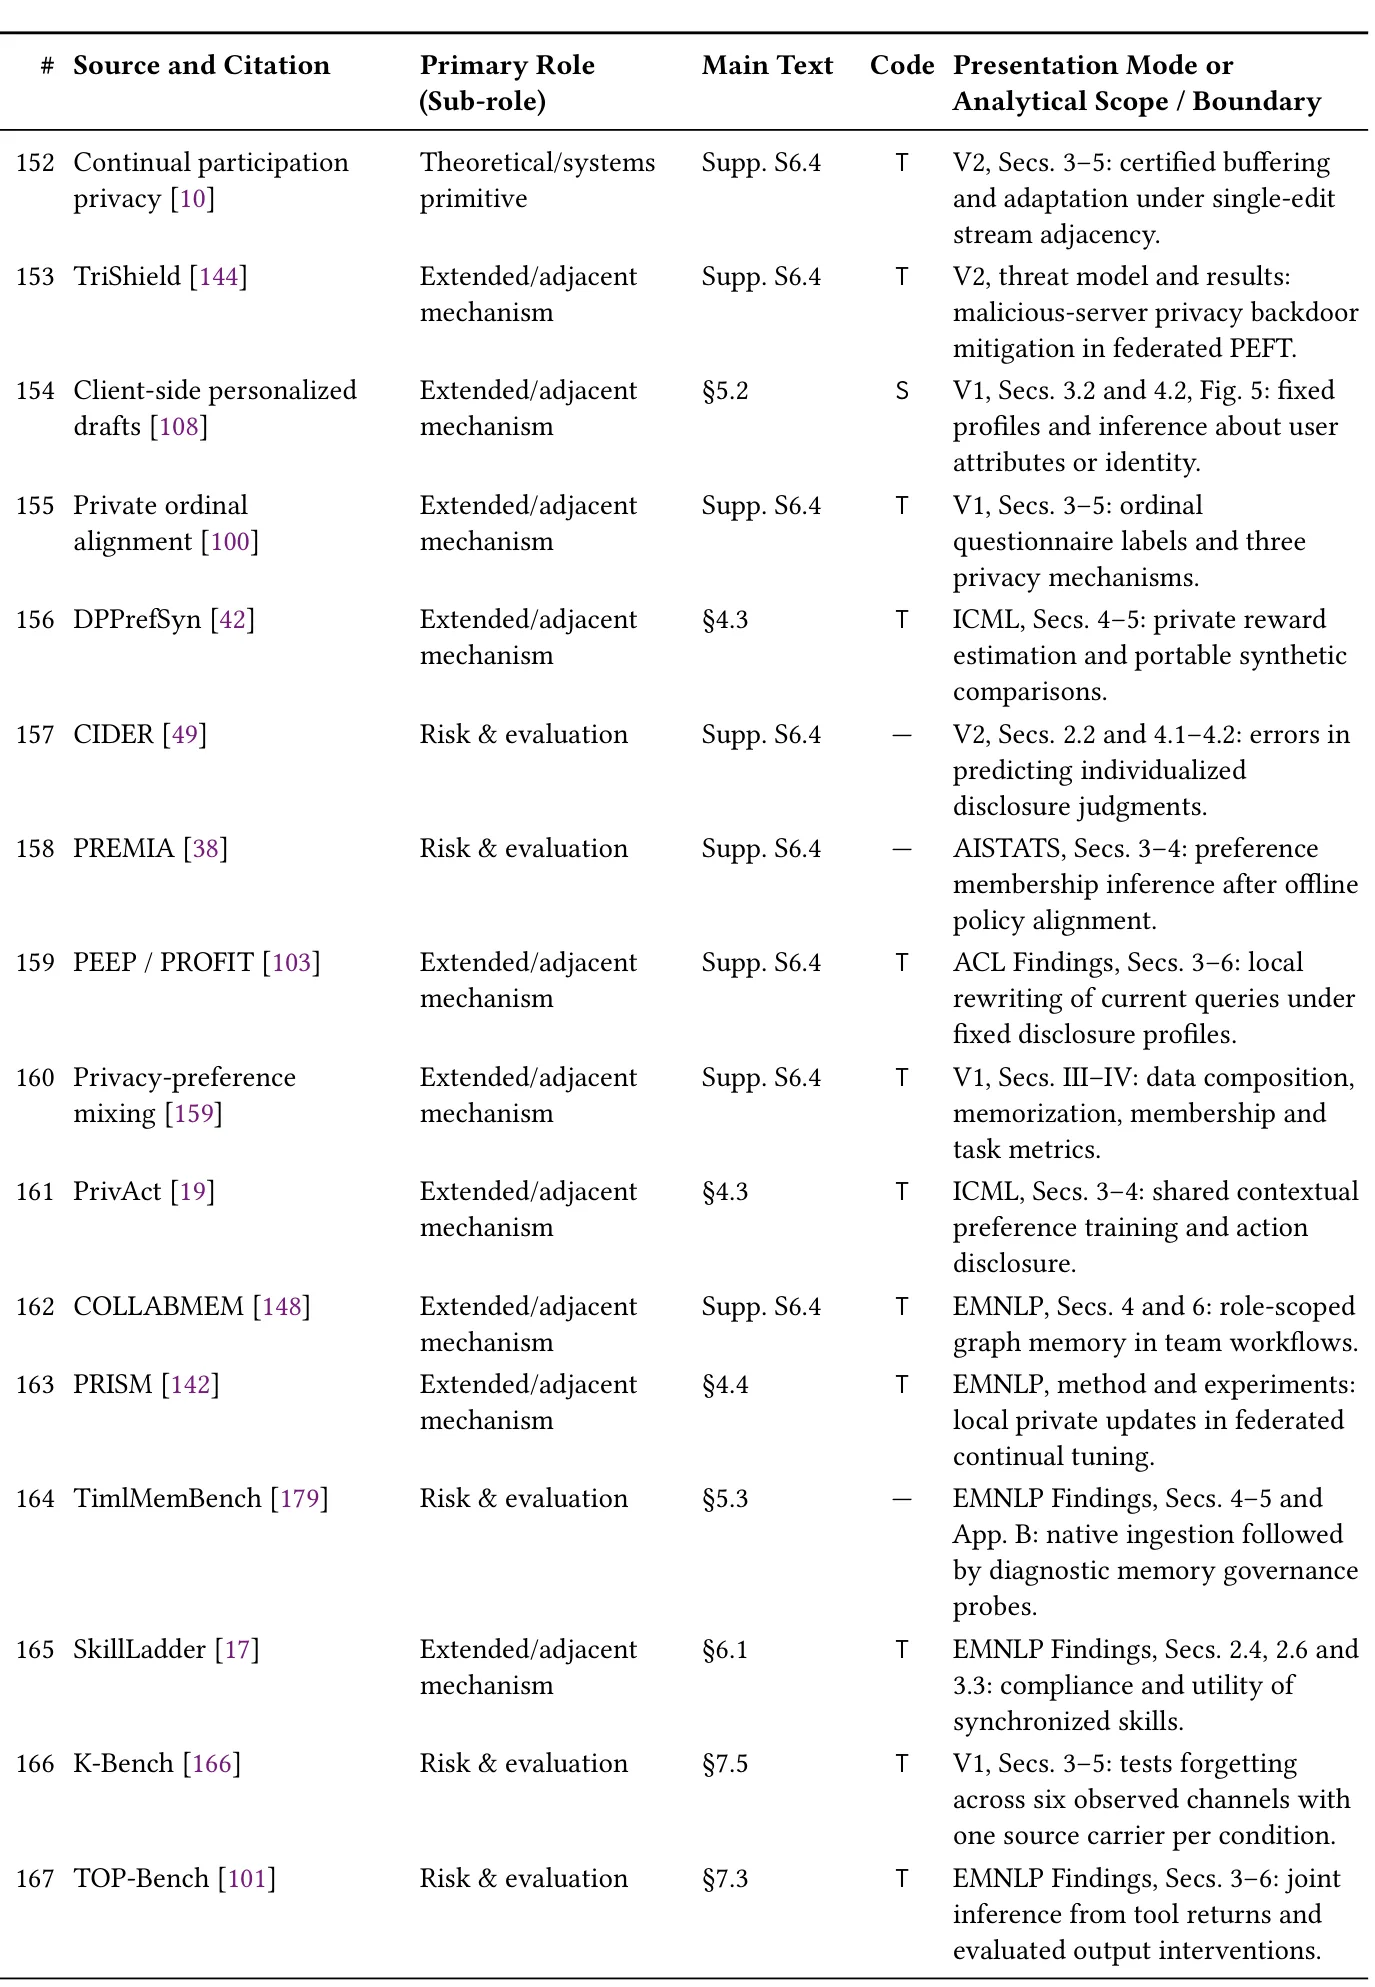 # Source and Citation Primary Role Main Text Code Presentation Mode or
(Sub-role) Analytical Scope / Boundary
152 Continual participation Theoretical/systems Supp. S6.4 T V2, Secs. 3–5: certified buffering
privacy [10] primitive and adaptation under single-edit
stream adjacency.
153 TriShield [144] Extended/adjacent Supp. S6.4 T V2, threat model and results:
mechanism malicious-server privacy backdoor
mitigation in federated PEFT.
154 Client-side personalized Extended/adjacent §5.2 S V1, Secs. 3.2 and 4.2, Fig. 5: fixed
drafts [108] mechanism profiles and inference about user
attributes or identity.
155 Private ordinal Extended/adjacent Supp. S6.4 T V1, Secs. 3–5: ordinal
alignment [100] mechanism questionnaire labels and three
privacy mechanisms.
156 DPPrefSyn [42] Extended/adjacent §4.3 T ICML, Secs. 4–5: private reward
mechanism estimation and portable synthetic
comparisons.
157 CIDER [49] Risk & evaluation Supp. S6.4 — V2, Secs. 2.2 and 4.1–4.2: errors in
predicting individualized
disclosure judgments.
158 PREMIA [38] Risk & evaluation Supp. S6.4 — AISTATS, Secs. 3–4: preference
membership inference after offline
policy alignment.
159 PEEP / PROFIT [103] Extended/adjacent Supp. S6.4 T ACL Findings, Secs. 3–6: local
mechanism rewriting of current queries under
fixed disclosure profiles.
160 Privacy-preference Extended/adjacent Supp. S6.4 T V1, Secs. III–IV: data composition,
mixing [159] mechanism memorization, membership and
task metrics.
161 PrivAct [19] Extended/adjacent §4.3 T ICML, Secs. 3–4: shared contextual
mechanism preference training and action
disclosure.
162 COLLABMEM [148] Extended/adjacent Supp. S6.4 T EMNLP, Secs. 4 and 6: role-scoped
mechanism graph memory in team workflows.
163 PRISM [142] Extended/adjacent §4.4 T EMNLP, method and experiments:
mechanism local private updates in federated
continual tuning.
164 TimlMemBench [179] Risk & evaluation §5.3 — EMNLP Findings, Secs. 4–5 and
App. B: native ingestion followed
by diagnostic memory governance
probes.
165 SkillLadder [17] Extended/adjacent §6.1 T EMNLP Findings, Secs. 2.4, 2.6 and
mechanism 3.3: compliance and utility of
synchronized skills.
166 K-Bench [166] Risk & evaluation §7.5 T V1, Secs. 3–5: tests forgetting
across six observed channels with
one source carrier per condition.
167 TOP-Bench [101] Risk & evaluation §7.3 T EMNLP Findings, Secs. 3–6: joint
inference from tool returns and
evaluated output interventions.